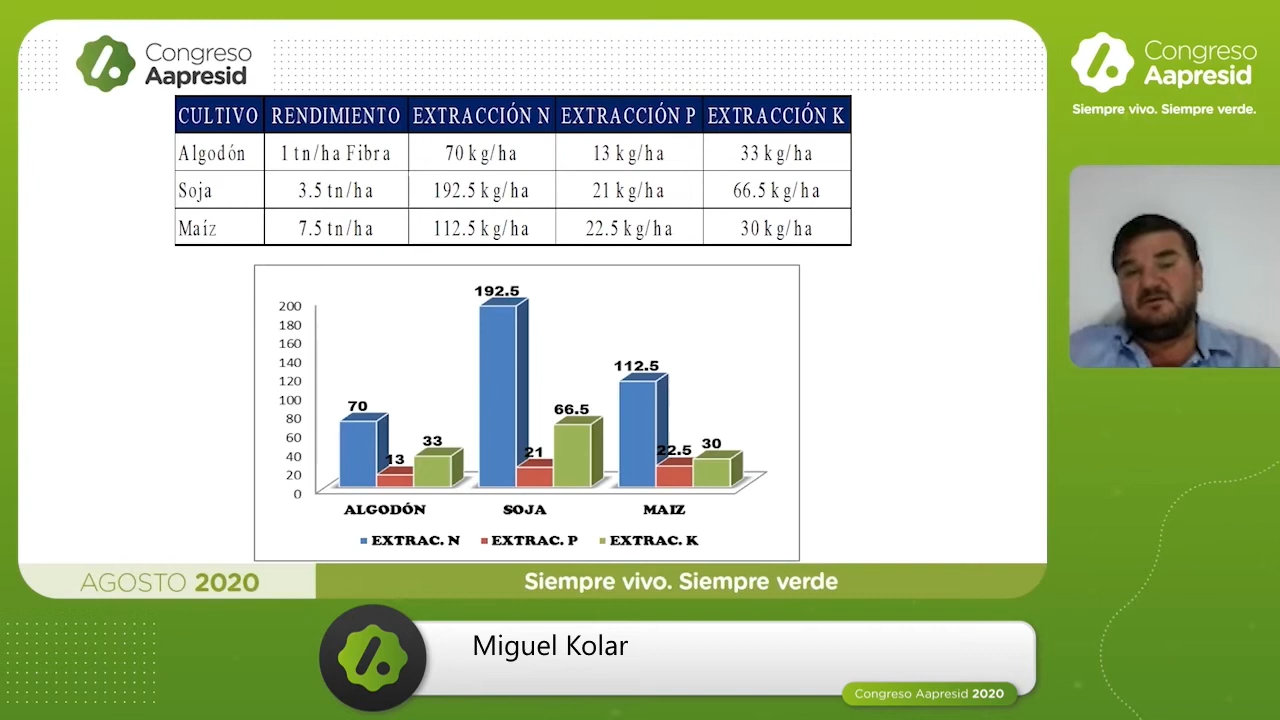 Congreso
Aapresid
Congreso
Aapresid
Siempre vivo. Siempre verde.
CULTIVO RENDIMIENTO EXTRACCIÓN N EXTRACCIÓN P EXTRACCIÓN K
Algodón 1 tn/ha Fibra 70 kg/ha 13 kg/ha 33 kg/ha
Soja 3.5 tn/ha 192.5 kg/ha 21 kg/ha 66.5 kg/ha
Maíz 7.5 tn/ha 112.5 kg/ha 22.5 kg/ha 30 kg/ha
200
180
160
140
120
100
80
60
40
20
0
70
13
33
192.5
21
66.5
112.5
22.5
30
ALGODÓN SOJA MAIZ
EXTRAC. N EXTRAC. P EXTRAC. K
AGOSTO 2020
Siempre vivo. Siempre verde
Miguel Kolar
Congreso Aapresid 2020